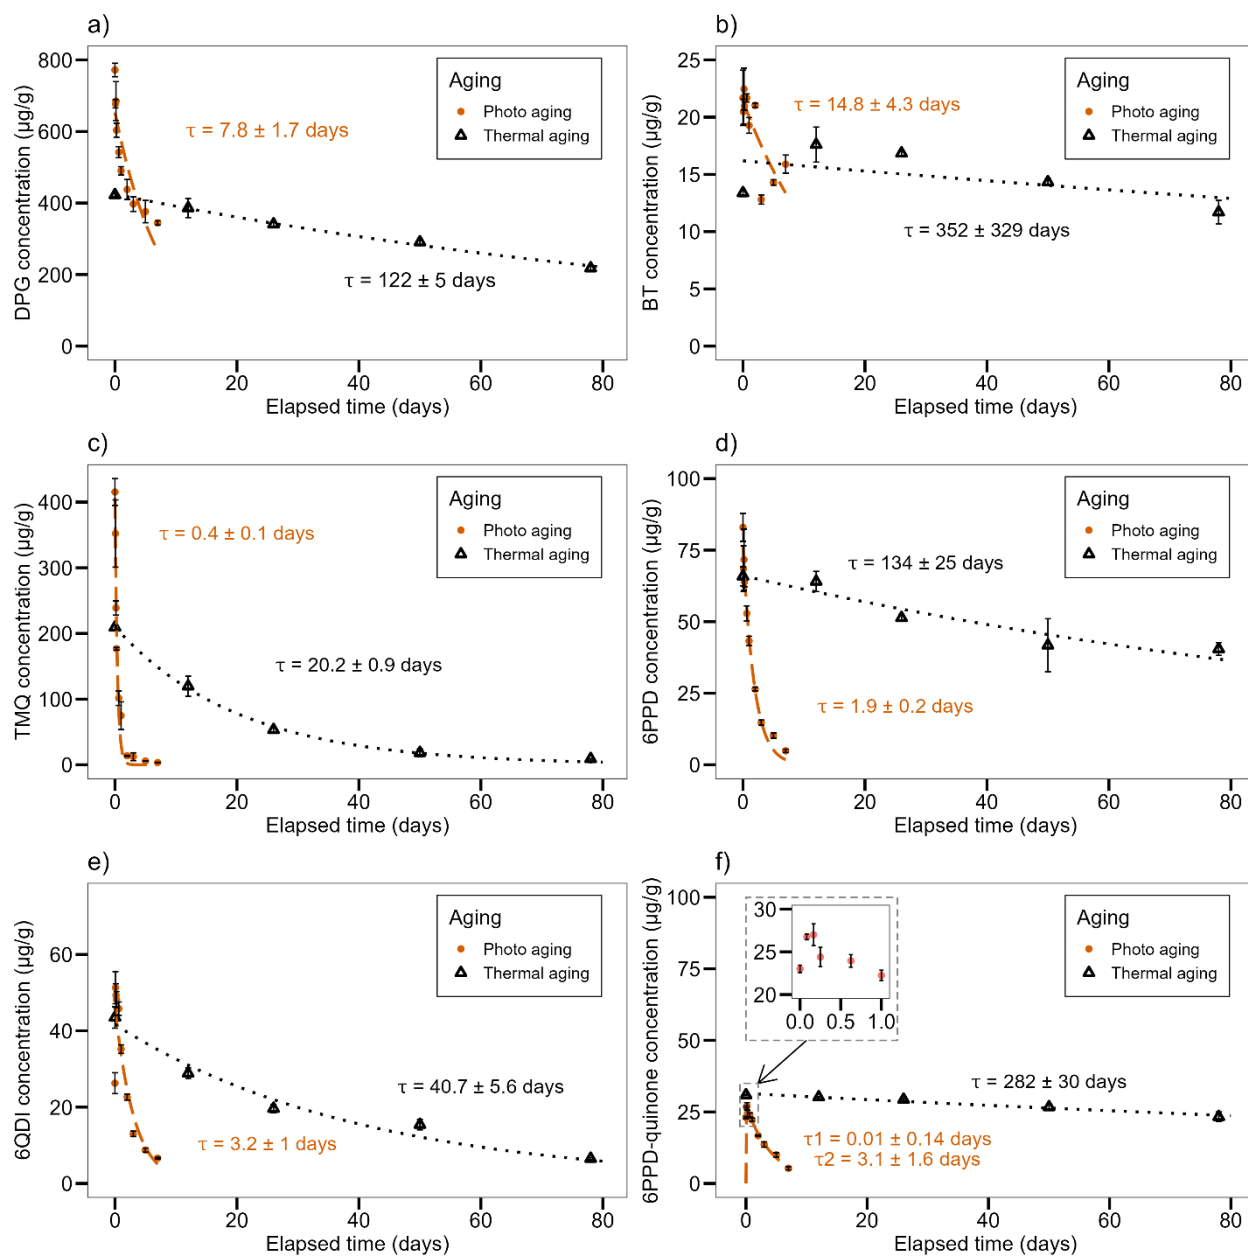 a)
DPG concentration (µg/g)
800
600
400
200
0
Aging
Photo aging
Thermal aging
τ = 7.8 ± 1.7 days
τ = 122 ± 5 days
0 20 40 60 80
Elapsed time (days)
b)
BT concentration (µg/g)
25
20
15
10
5
0
Aging
Photo aging
Thermal aging
τ = 14.8 ± 4.3 days
τ = 352 ± 329 days
0 20 40 60 80
Elapsed time (days)
c)
TMQ concentration (µg/g)
400
300
200
100
0
Aging
Photo aging
Thermal aging
τ = 0.4 ± 0.1 days
τ = 20.2 ± 0.9 days
0 20 40 60 80
Elapsed time (days)
d)
6PPD concentration (µg/g)
100
75
50
25
0
Aging
Photo aging
Thermal aging
τ = 134 ± 25 days
τ = 1.9 ± 0.2 days
0 20 40 60 80
Elapsed time (days)
e)
6QDI concentration (µg/g)
60
40
20
0
Aging
Photo aging
Thermal aging
τ = 40.7 ± 5.6 days
τ = 3.2 ± 1 days
0 20 40 60 80
Elapsed time (days)
f)
6PPD-quinone concentration (µg/g)
100
75
50
25
0
30
25
20
0.0 0.5 1.0
Aging
Photo aging
Thermal aging
τ = 282 ± 30 days
τ1 = 0.01 ± 0.14 days
τ2 = 3.1 ± 1.6 days
0 20 40 60 80
Elapsed time (days)